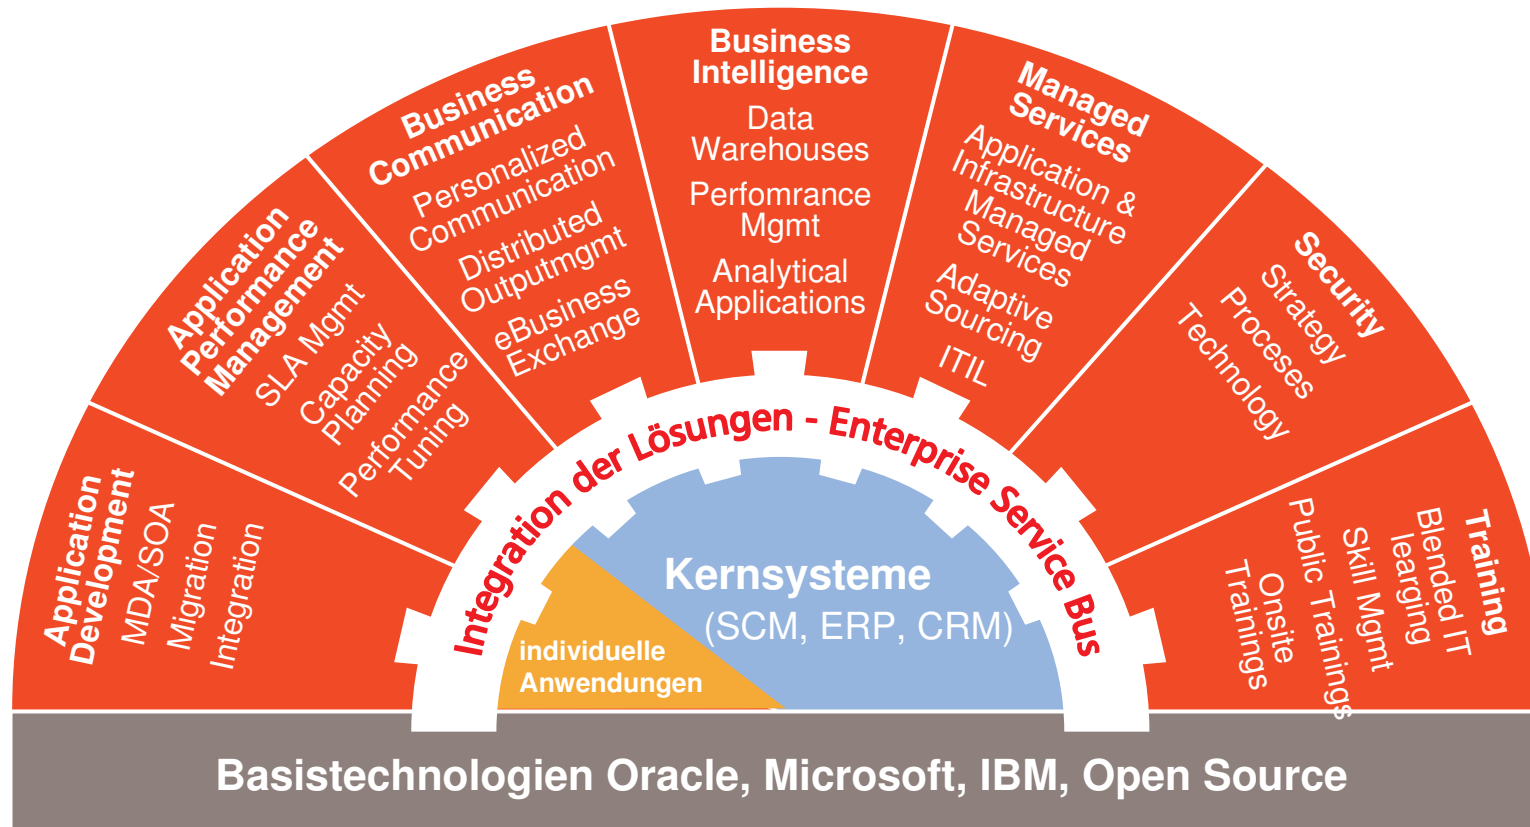 Application
Development
MDA/SOA
Migration
Integration
Application
Performance
Management
SLA Mgmt
Capacity
Planning
Performance
Tuning
Business
Communication
Personalized
Communication
Distributed
Outputmgmt
eBusiness
Exchange
Business
Intelligence
Data
Warehouses
Perfomrance
Mgmt
Analytical
Applications
Managed
Services
Application &
Infrastructure
Managed
Services
Adaptive
Sourcing
ITIL
Security
Strategy
Proceses
Technology
Training
Blended IT
learging
Skill Mgmt
Public Trainings
Onsite
Trainings
Integration der Lösungen - Enterprise Service Bus
Kernsysteme
(SCM, ERP, CRM)
individuelle
Anwendungen
Basistechnologien Oracle, Microsoft, IBM, Open Source